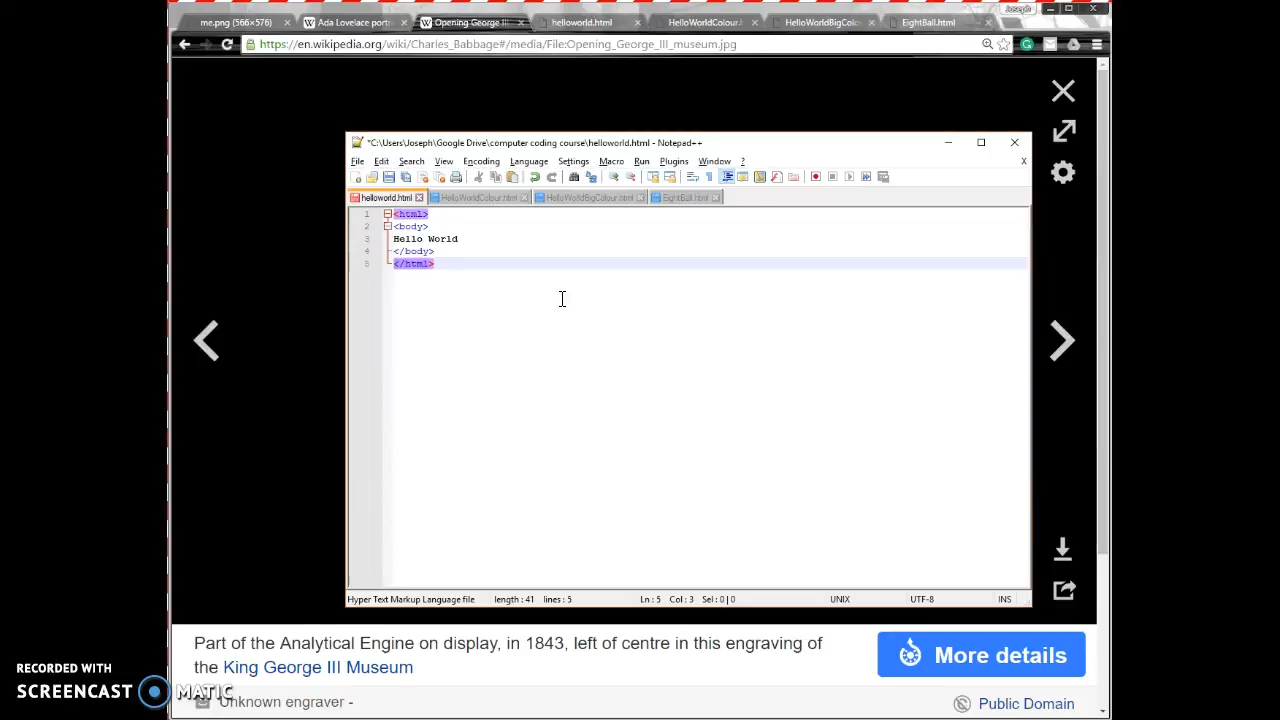 Joseph
me.png (566×576)
Ada Lovelace portr
Opening George III
helloworld.html
HelloWorldColour.
HelloWorldBigColo
EightBall.html
https://en.wikipedia.org/wiki/Charles_Babbage#/media/File:Opening_George_III_museum.jpg
*C:\Users\Joseph\Google Drive\computer coding course\helloworld.html - Notepad++
File Edit Search View Encoding Language Settings Macro Run Plugins Window ? X
helloworld.html HelloWorldColour.html HelloWorldBigColour.html EightBall.html
1 <html>
2 <body>
3 Hello World
4 </body>
5 </html>
Hyper Text Markup Language file length : 41 lines : 5 Ln : 5 Col : 3 Sel : 0 | 0 UNIX UTF-8 INS
Part of the Analytical Engine on display, in 1843, left of centre in this engraving of
the King George III Museum
More details
Unknown engraver -
Public Domain
RECORDED WITH
SCREENCAST MATIC